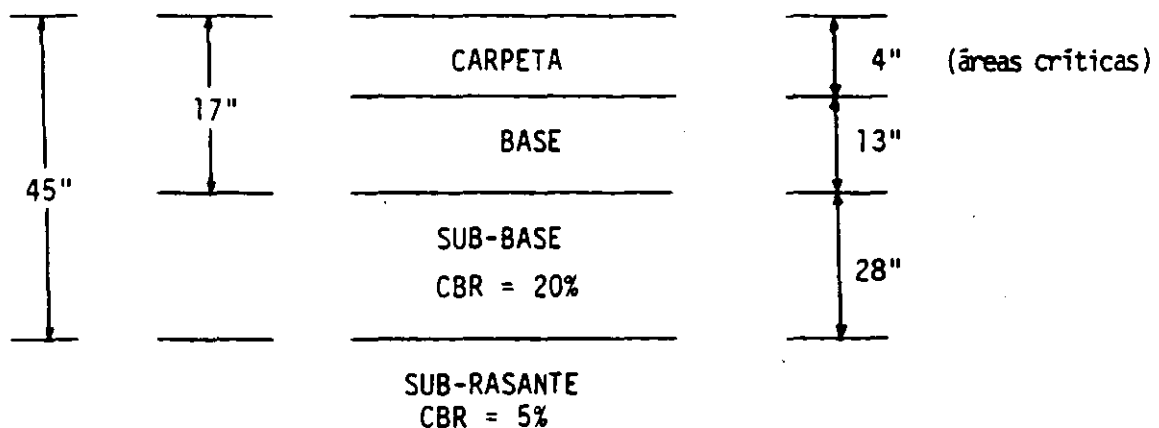 CARPETA
4" (áreas críticas)
17"
BASE
13"
45"
SUB-BASE
CBR = 20%
28"
SUB-RASANTE
CBR = 5%